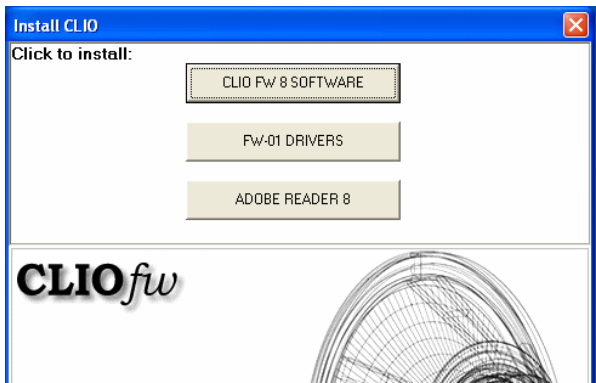 Install CLIO
Click to install:
CLIO FW 8 SOFTWARE
FW-01 DRIVERS
ADOBE READER 8
CLIOfw